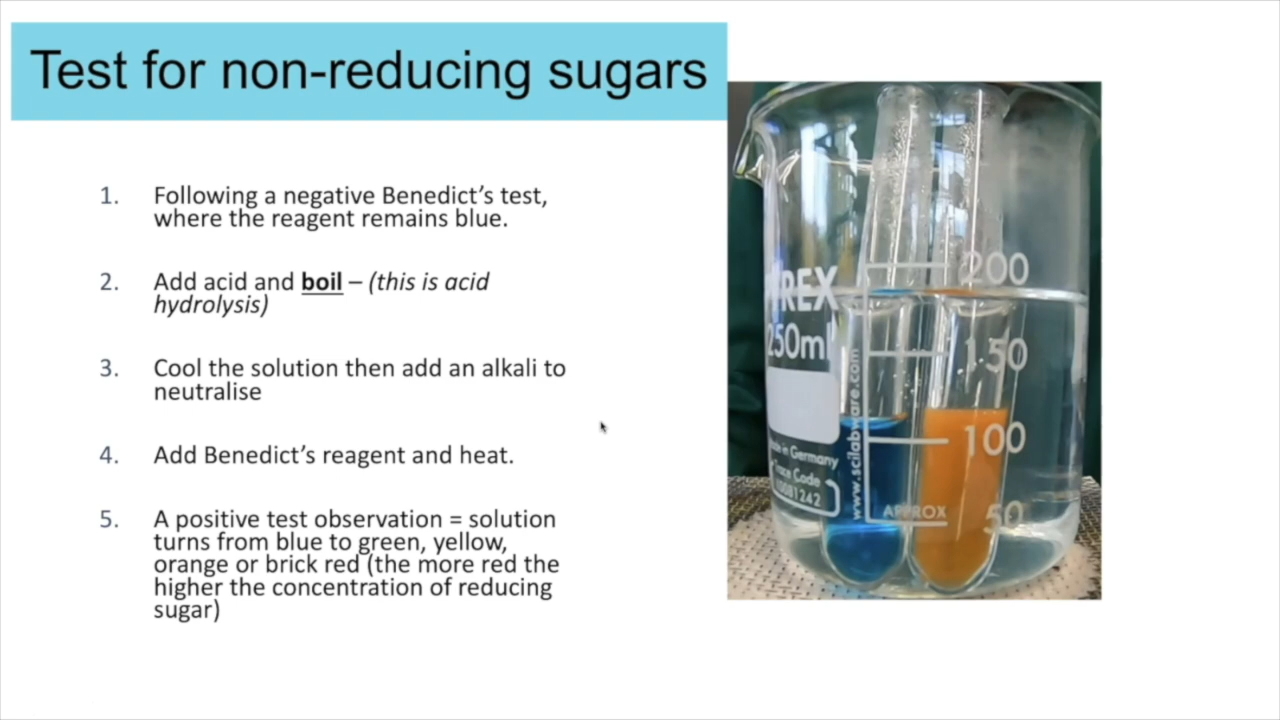 Test for non-reducing sugars
1. Following a negative Benedict’s test,
where the reagent remains blue.
2. Add acid and boil – (this is acid
hydrolysis)
3. Cool the solution then add an alkali to
neutralise
4. Add Benedict’s reagent and heat.
5. A positive test observation = solution
turns from blue to green, yellow,
orange or brick red (the more red the
higher the concentration of reducing
sugar)
REX
250ml
200
150
100
50
APPROX
www.scilabware.com
in Germany
Code